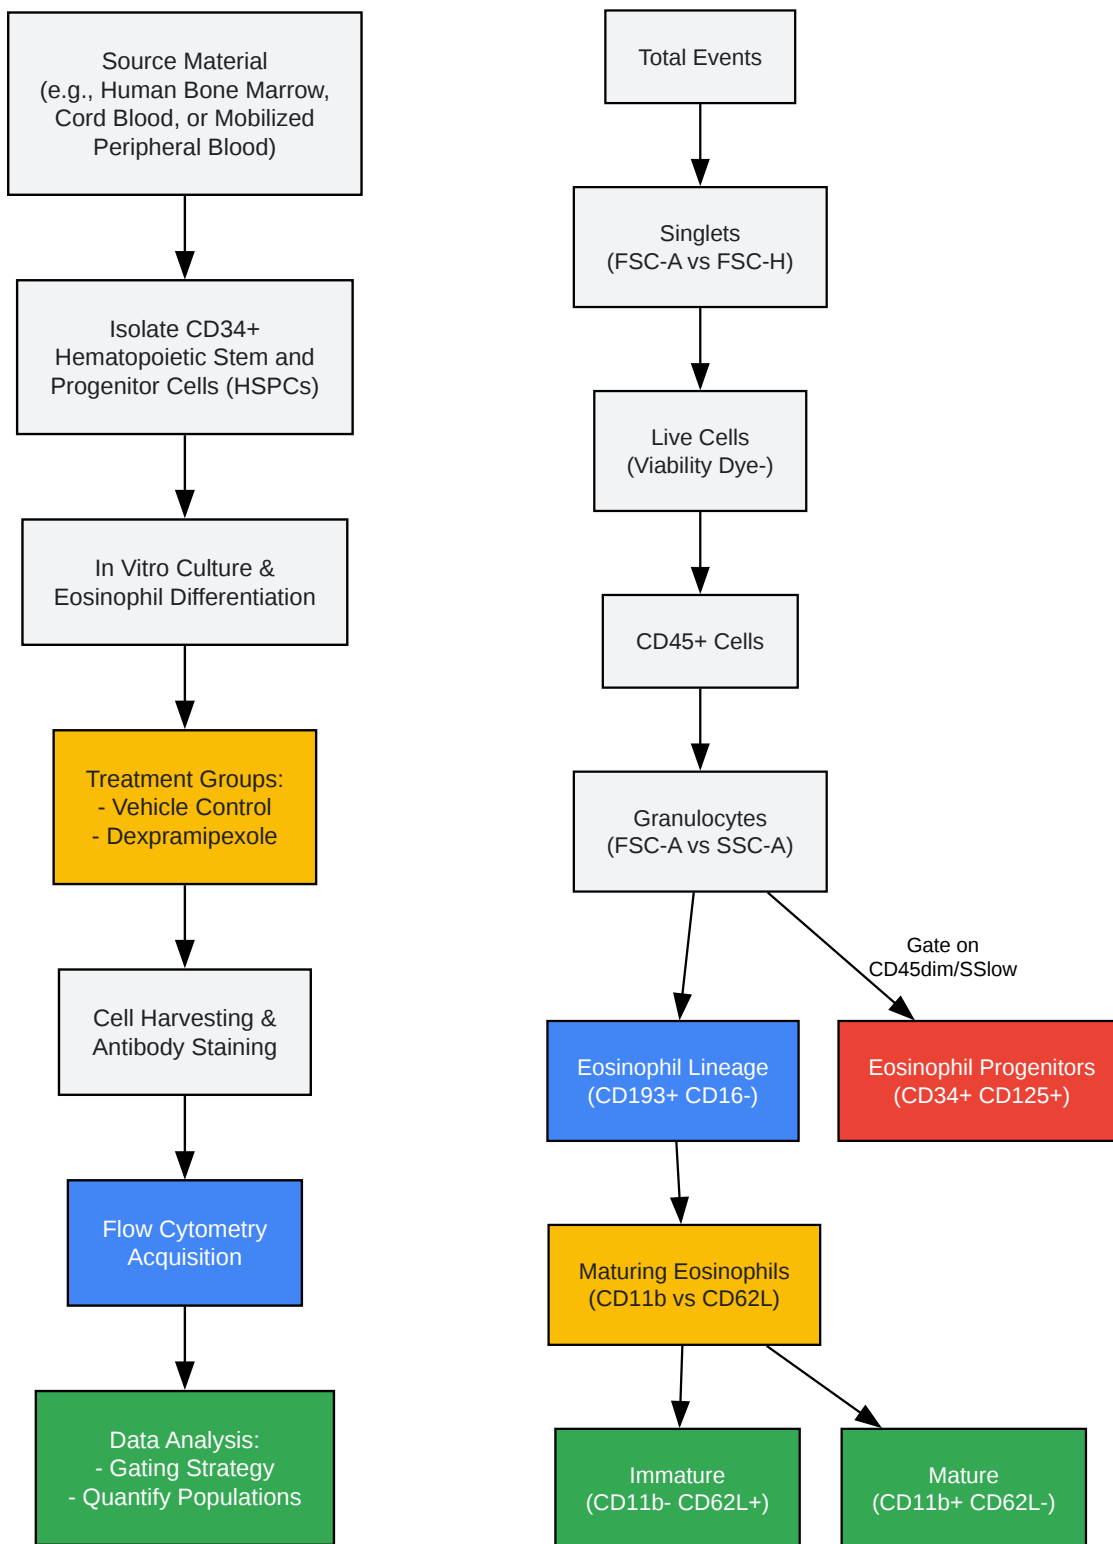 Source Material
(e.g., Human Bone Marrow,
Cord Blood, or Mobilized
Peripheral Blood)
Isolate CD34+
Hematopoietic Stem and
Progenitor Cells (HSPCs)
In Vitro Culture &
Eosinophil Differentiation
Treatment Groups:
- Vehicle Control
- Dexpramipexole
Cell Harvesting &
Antibody Staining
Flow Cytometry
Acquisition
Data Analysis:
- Gating Strategy
- Quantify Populations
Total Events
Singlets
(FSC-A vs FSC-H)
Live Cells
(Viability Dye-)
CD45+ Cells
Granulocytes
(FSC-A vs SSC-A)
Gate on
CD45dim/SSlow
Eosinophil Lineage
(CD193+ CD16-)
Eosinophil Progenitors
(CD34+ CD125+)
Maturing Eosinophils
(CD11b vs CD62L)
Immature
(CD11b- CD62L+)
Mature
(CD11b+ CD62L-)